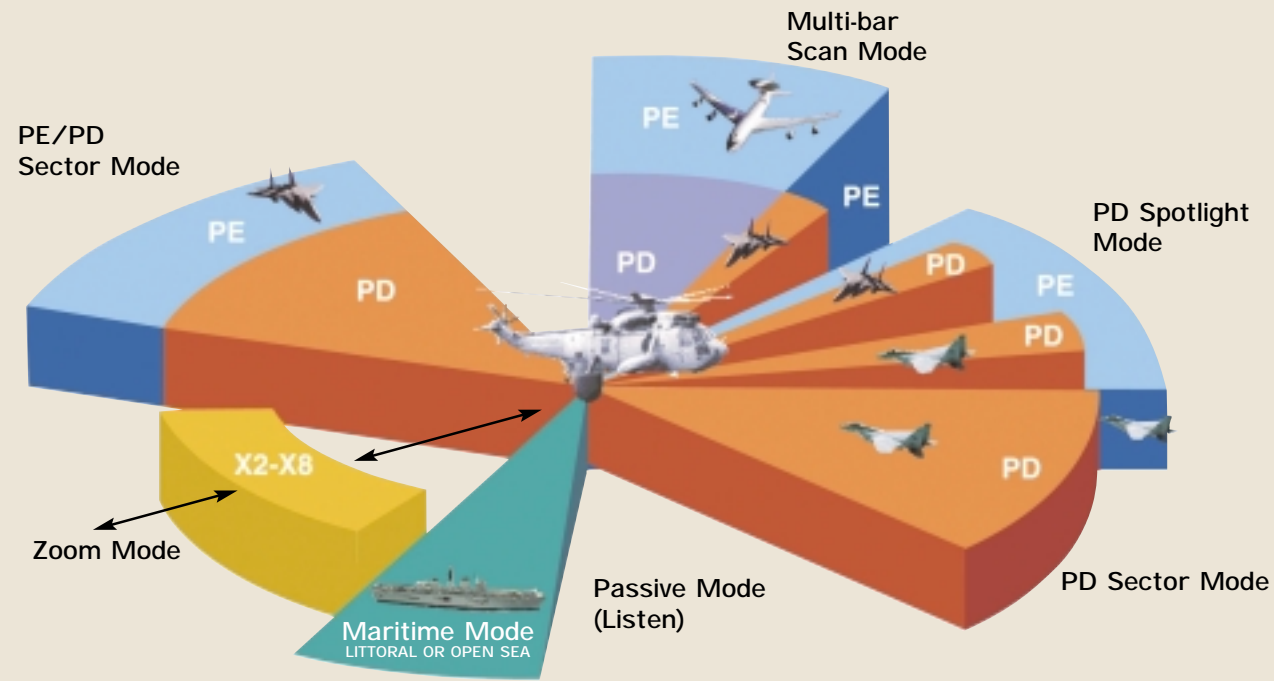 Multi-bar
Scan Mode
PE/PD
Sector Mode
PE
PD
PE
PD
PE
PD Spotlight
Mode
PD
PE
PD
PD
X2-X8
Zoom Mode
Maritime Mode
LITTORAL OR OPEN SEA
Passive Mode
(Listen)
PD Sector Mode